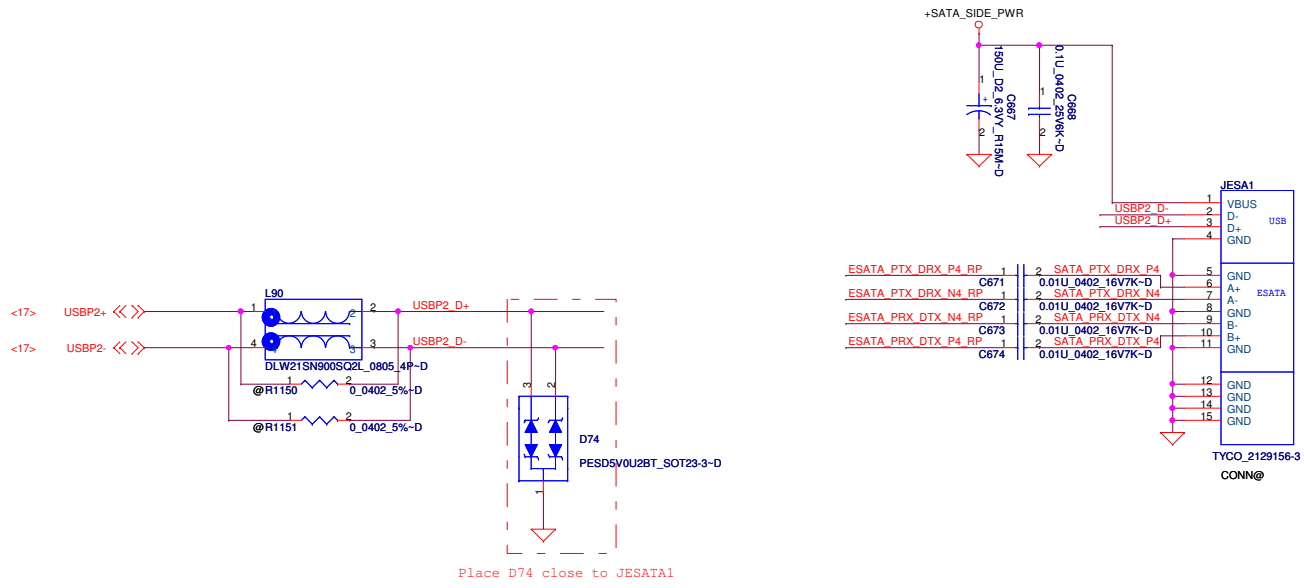 +SATA_SIDE_PWR
1
150U_D2_6.3VY_R15M~D
C667
+
2
1
0.1U_0402_25V6K~D
C668
2
JESA1
1 VBUS
USBP2_D- 2 D- USB
USBP2_D+ 3 D+
4 GND
ESATA_PTX_DRX_P4_RP 1 2 SATA_PTX_DRX_P4 5 GND
C671 0.01U_0402_16V7K~D 6 A+ ESATA
ESATA_PTX_DRX_N4_RP 1 2 SATA_PTX_DRX_N4 7 A-
C672 0.01U_0402_16V7K~D 8 GND
ESATA_PRX_DTX_N4_RP 1 2 SATA_PRX_DTX_N4 9 B-
C673 0.01U_0402_16V7K~D 10 B+
ESATA_PRX_DTX_P4_RP 1 2 SATA_PRX_DTX_P4 11 GND
C674 0.01U_0402_16V7K~D
12 GND
13 GND
14 GND
15 GND
TYCO_2129156-3
CONN@
L90
<17> USBP2+ 1 2 2 USBP2_D+
<17> USBP2- 4 3 3 USBP2_D-
DLW21SN900SQ2L_0805_4P~D
1 2
@R1150 0_0402_5%~D
1 2
@R1151 0_0402_5%~D
3 2
D74
PESD5V0U2BT_SOT23-3~D
1
Place D74 close to JESATA1